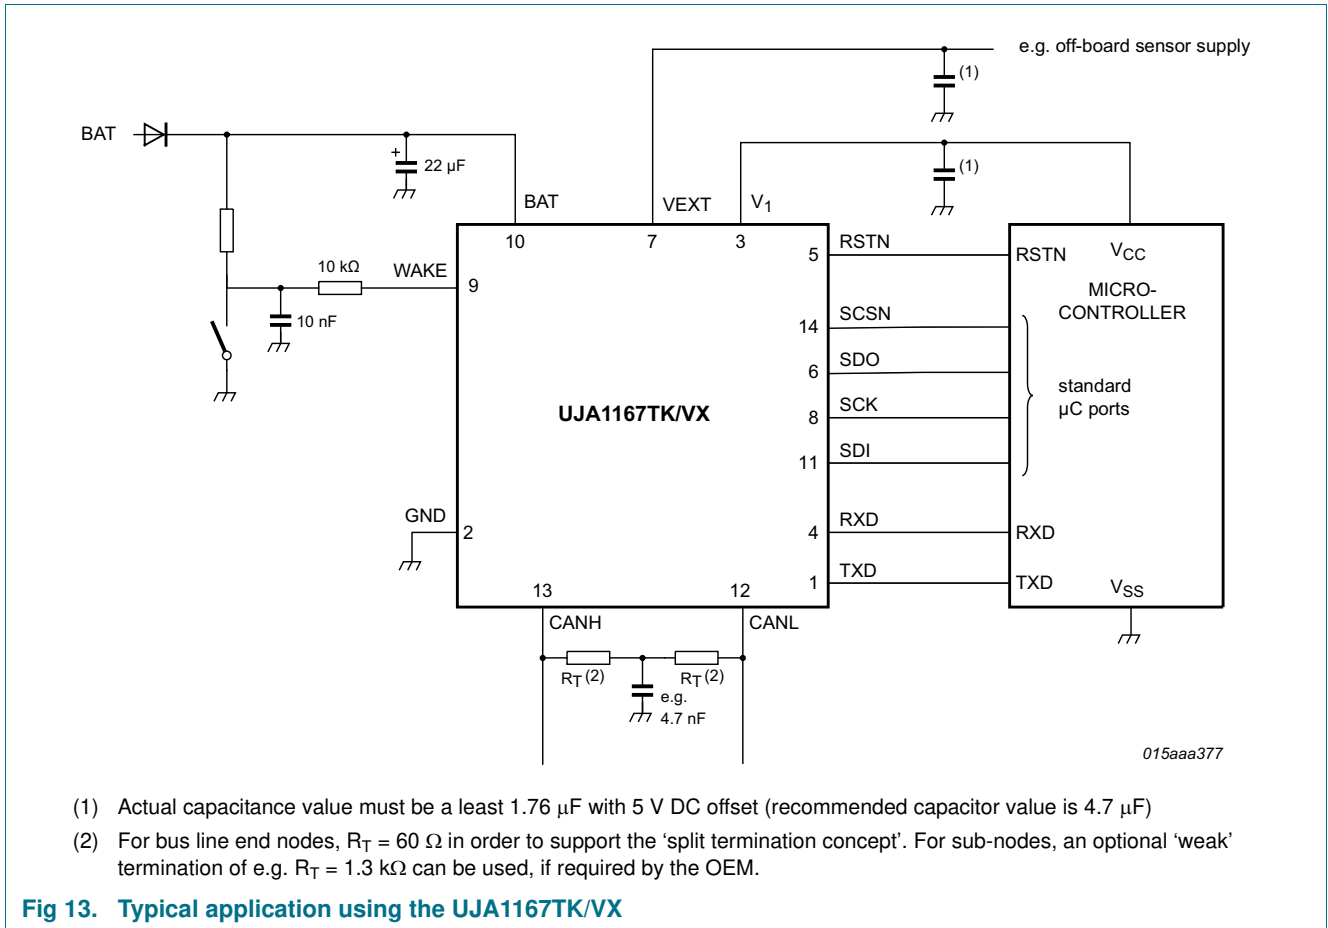 e.g. off-board sensor supply
(1)
BAT
+
22 µF
(1)
BAT
VEXT
V1
10
7
3
5
RSTN
RSTN
VCC
10 kΩ
WAKE
9
10 nF
MICRO-
CONTROLLER
14
SCSN
6
SDO
standard
µC ports
8
SCK
UJA1167TK/VX
11
SDI
GND
2
4
RXD
RXD
1
TXD
TXD
VSS
13
12
CANH
CANL
RT(2)
RT(2)
e.g.
4.7 nF
015aaa377
(1) Actual capacitance value must be a least 1.76 µF with 5 V DC offset (recommended capacitor value is 4.7 µF)
(2) For bus line end nodes, RT = 60 Ω in order to support the ‘split termination concept’. For sub-nodes, an optional ‘weak’
termination of e.g. RT = 1.3 kΩ can be used, if required by the OEM.
Fig 13. Typical application using the UJA1167TK/VX